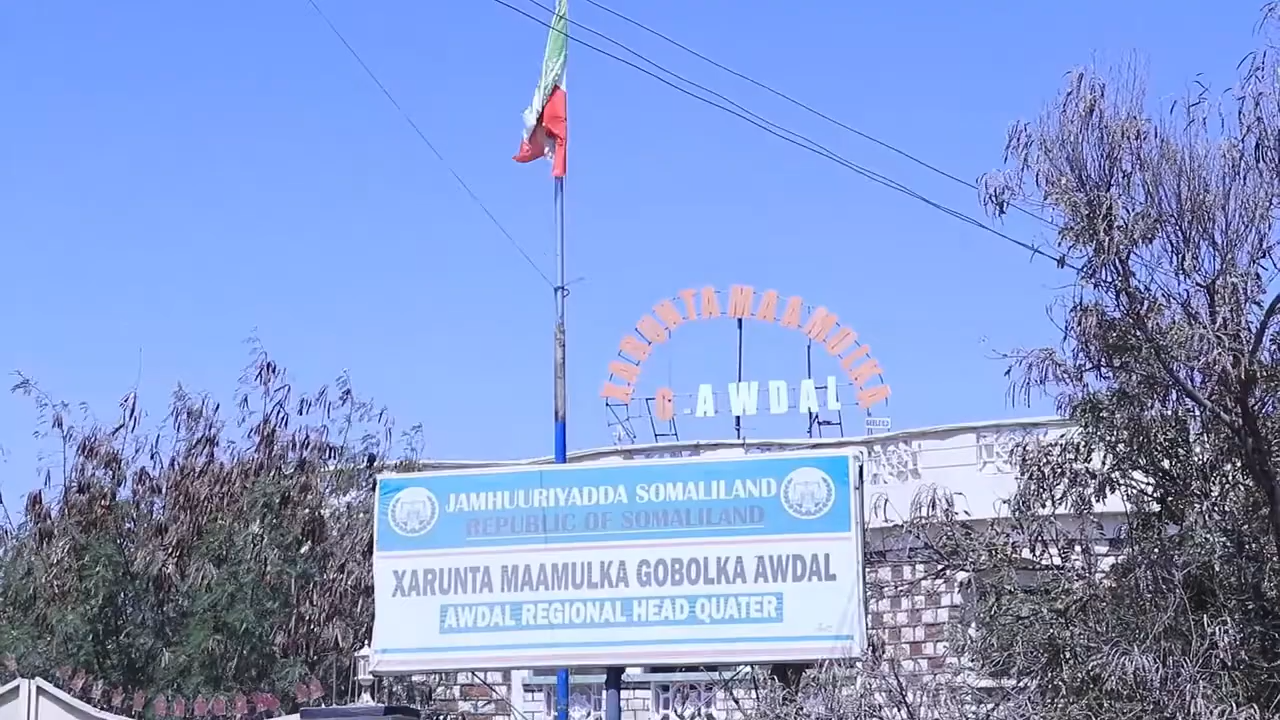 XARUNTA MAAMULKA
G.AWDAL
JAMHUURIYADDA SOMALILAND
REPUBLIC OF SOMALILAND
XARUNTA MAAMULKA GOBOLKA AWDAL
AWDAL REGIONAL HEAD QUATER